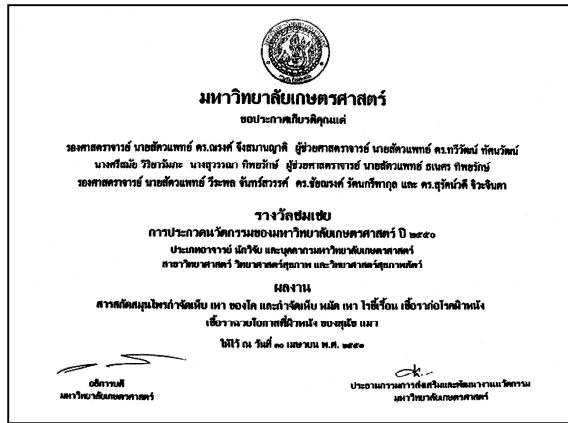 มหาวิทยาลัยเกษตรศาสตร์
ขอประกาศเกียรติคุณแด่
รองศาสตราจารย์ นายสัตวแพทย์ ดร.ณรงค์ จึงสมานญาติ ผู้ช่วยศาสตราจารย์ นายสัตวแพทย์ ดร.ทวีวัฒน์ ทัศนวัฒน์
นางศรีสมัย วิริยารัมภะ นางสุวรรณา ทิพยรักษ์ ผู้ช่วยศาสตราจารย์ นายสัตวแพทย์ ธเนศร ทิพยรักษ์
รองศาสตราจารย์ นายสัตวแพทย์ วีระพล จันทร์สวรรค์ ดร.ชัยณรงค์ รัตนกรีฑากุล และ ดร.สุรัตน์วดี จิวะจินดา
รางวัลชมเชย
การประกวดนวัตกรรมของมหาวิทยาลัยเกษตรศาสตร์ ปี ๒๕๕๐
ประเภทอาจารย์ นักวิจัย และบุคลากรมหาวิทยาลัยเกษตรศาสตร์
สาขาวิทยาศาสตร์ วิทยาศาสตร์สุขภาพ และวิทยาศาสตร์สุขภาพสัตว์
ผลงาน
สารสกัดสมุนไพรกำจัดเห็บ เหา ของโค และกำจัดเห็บ หมัด เหา ไรขี้เรื้อน เชื้อราก่อโรคผิวหนัง
เชื้อราฉวยโอกาสที่ผิวหนัง ของสุนัข แมว
ให้ไว้ ณ วันที่ ๓๐ เมษายน พ.ศ. ๒๕๕๑
อธิการบดี
มหาวิทยาลัยเกษตรศาสตร์
ประธานกรรมการส่งเสริมและพัฒนางานนวัตกรรม
มหาวิทยาลัยเกษตรศาสตร์